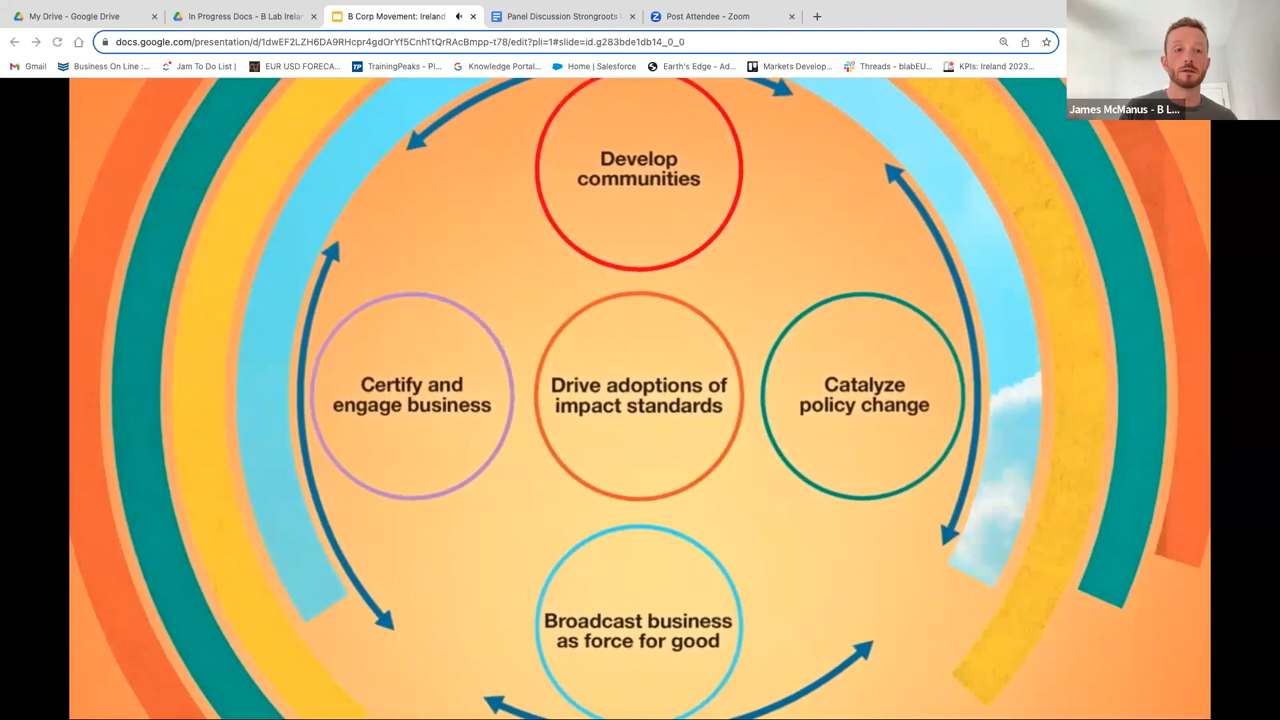 My Drive - Google Drive
In Progress Docs - B Lab Irelan
B Corp Movement: Ireland
Panel Discussion Strongroots
Post Attendee - Zoom
docs.google.com/presentation/d/1dwEF2LZH6DA9RHcpr4gdOrYf5CnhTtQrRAcBmpp-t78/edit?pli=1#slide=id.g283bde1db14_0_0
Gmail
Business On Line :...
Jam To Do List |
EUR USD FORECA...
TrainingPeaks - Pl...
Knowledge Portal...
Home | Salesforce
Earth's Edge - Ad...
Markets Develop...
Threads - blabEU...
KPIs: Ireland 2023...
James McManus - B L...
Develop
communities
Certify and
engage business
Drive adoptions of
impact standards
Catalyze
policy change
Broadcast business
as force for good